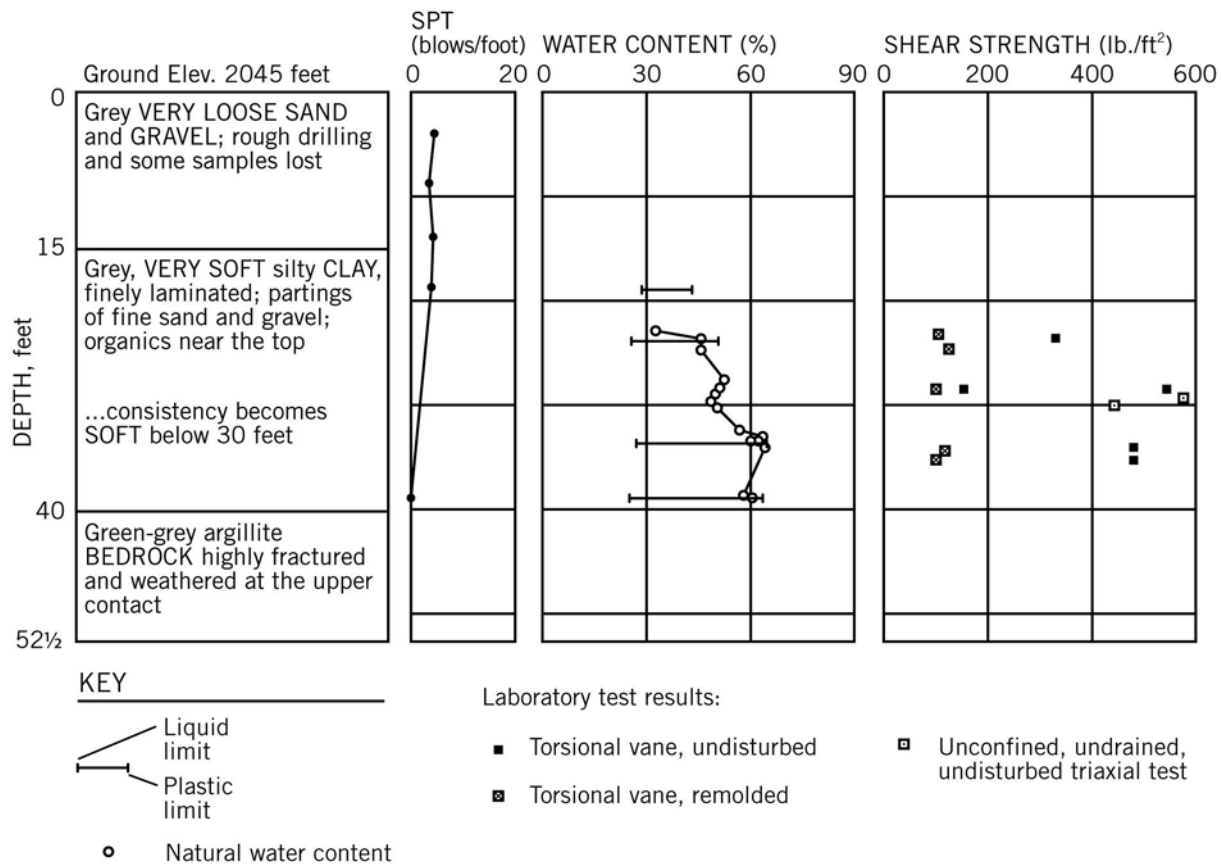 SPT
(blows/foot)
WATER CONTENT (%)
SHEAR STRENGTH (lb./ft²)
Ground Elev. 2045 feet
0 20
0 30 60 90
0 200 400 600
DEPTH, feet
0
Grey VERY LOOSE SAND
and GRAVEL; rough drilling
and some samples lost
15
Grey, VERY SOFT silty CLAY,
finely laminated; partings
of fine sand and gravel;
organics near the top
...consistency becomes
SOFT below 30 feet
40
Green-grey argillite
BEDROCK highly fractured
and weathered at the upper
contact
52½
KEY
Liquid
limit
Plastic
limit
Natural water content
Laboratory test results:
Torsional vane, undisturbed
Torsional vane, remolded
Unconfined, undrained,
undisturbed triaxial test